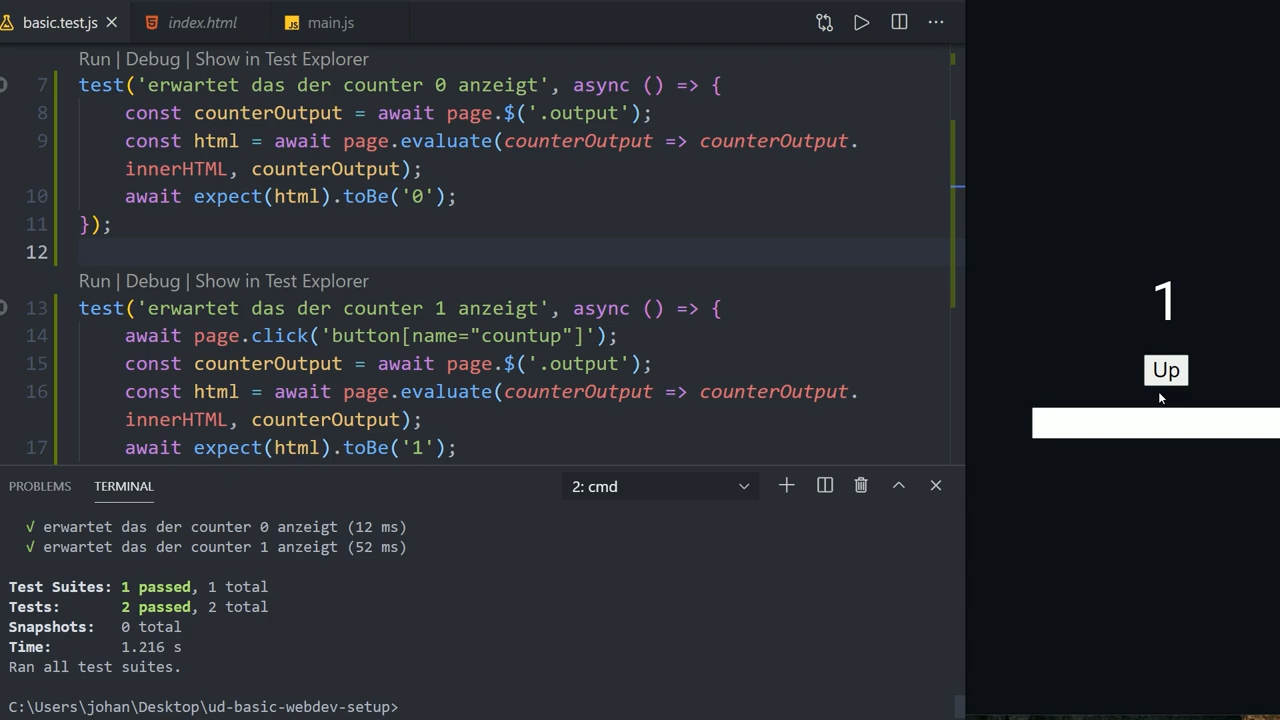 basic.test.js
index.html
JS main.js
Run | Debug | Show in Test Explorer
7 test('erwartet das der counter 0 anzeigt', async () => {
8 const counterOutput = await page.$('.output');
9 const html = await page.evaluate(counterOutput => counterOutput.
innerHTML, counterOutput);
10 await expect(html).toBe('0');
11 });
12
Run | Debug | Show in Test Explorer
13 test('erwartet das der counter 1 anzeigt', async () => {
14 await page.click('button[name="countup"]');
15 const counterOutput = await page.$('.output');
16 const html = await page.evaluate(counterOutput => counterOutput.
innerHTML, counterOutput);
17 await expect(html).toBe('1');
PROBLEMS TERMINAL 2: cmd
√ erwartet das der counter 0 anzeigt (12 ms)
√ erwartet das der counter 1 anzeigt (52 ms)
Test Suites: 1 passed, 1 total
Tests: 2 passed, 2 total
Snapshots: 0 total
Time: 1.216 s
Ran all test suites.
C:\Users\johan\Desktop\ud-basic-webdev-setup>
1
Up